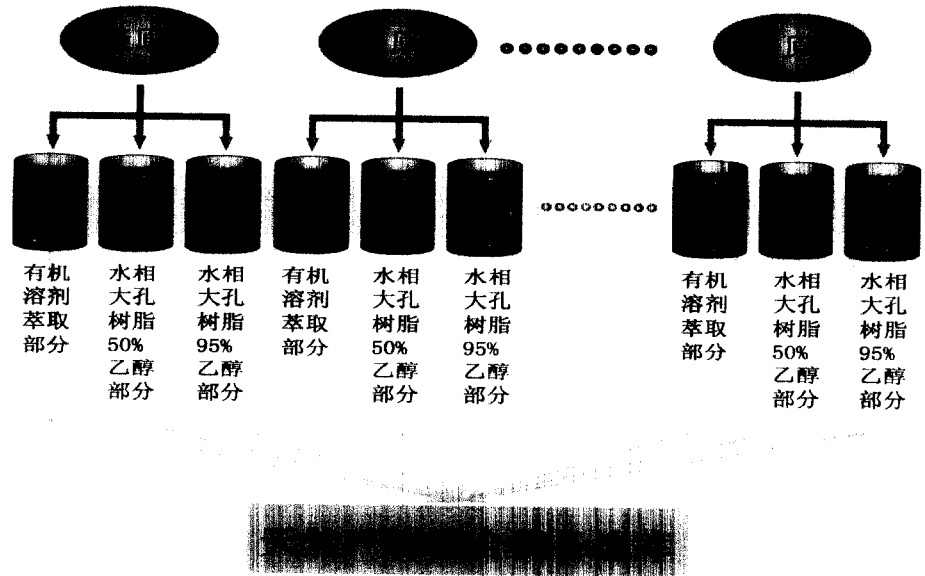 有机
溶剂
萃取
部分
水相
大孔
树脂
50%
乙醇
部分
水相
大孔
树脂
95%
乙醇
部分
有机
溶剂
萃取
部分
水相
大孔
树脂
50%
乙醇
部分
水相
大孔
树脂
95%
乙醇
部分
有机
溶剂
萃取
部分
水相
大孔
树脂
50%
乙醇
部分
水相
大孔
树脂
95%
乙醇
部分